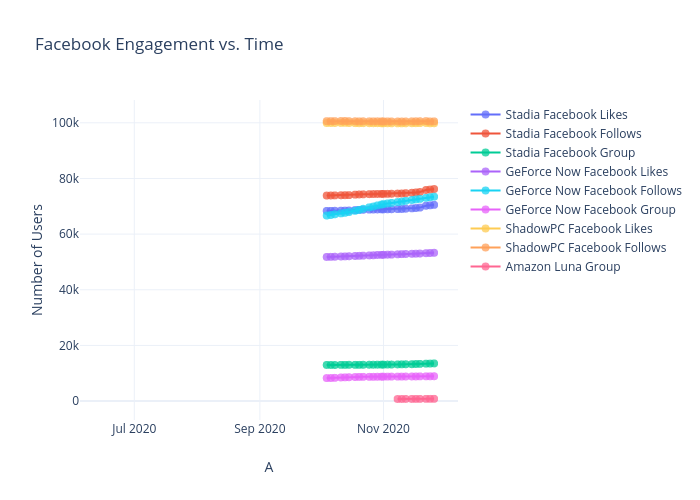 Facebook Engagement vs. Time
Number of Users
100k
80k
60k
40k
20k
0
Jul 2020
Sep 2020
Nov 2020
A
Stadia Facebook Likes
Stadia Facebook Follows
Stadia Facebook Group
GeForce Now Facebook Likes
GeForce Now Facebook Follows
GeForce Now Facebook Group
ShadowPC Facebook Likes
ShadowPC Facebook Follows
Amazon Luna Group